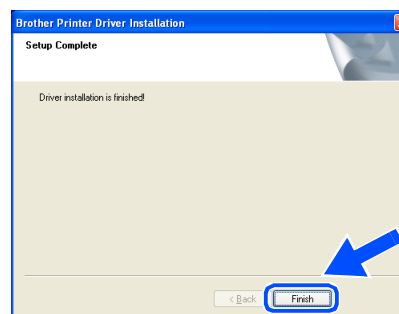 Brother Printer Driver Installation
Setup Complete
Driver installation is finished!
< Back
Finish